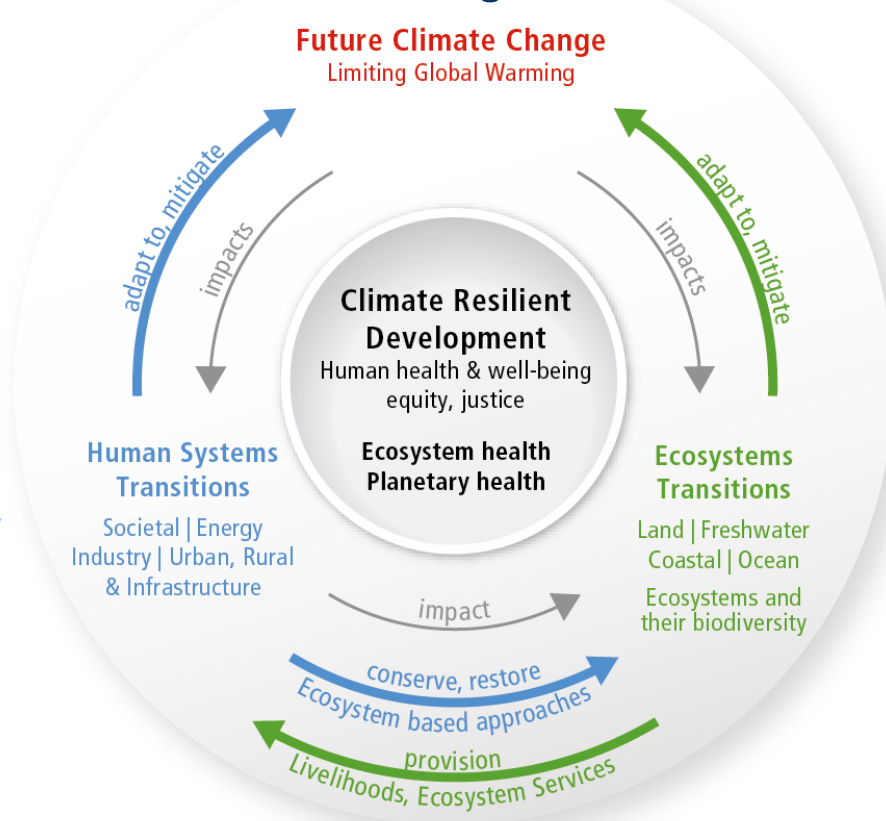 Future Climate Change
Limiting Global Warming
adapt to, mitigate
impacts
impacts
adapt to, mitigate
Climate Resilient
Development
Human health & well-being
equity, justice
Ecosystem health
Planetary health
Human Systems
Transitions
Societal | Energy
Industry | Urban, Rural
& Infrastructure
Ecosystems
Transitions
Land | Freshwater
Coastal | Ocean
Ecosystems and
their biodiversity
impact
conserve, restore
Ecosystem based approaches
provision
Livelihoods, Ecosystem Services